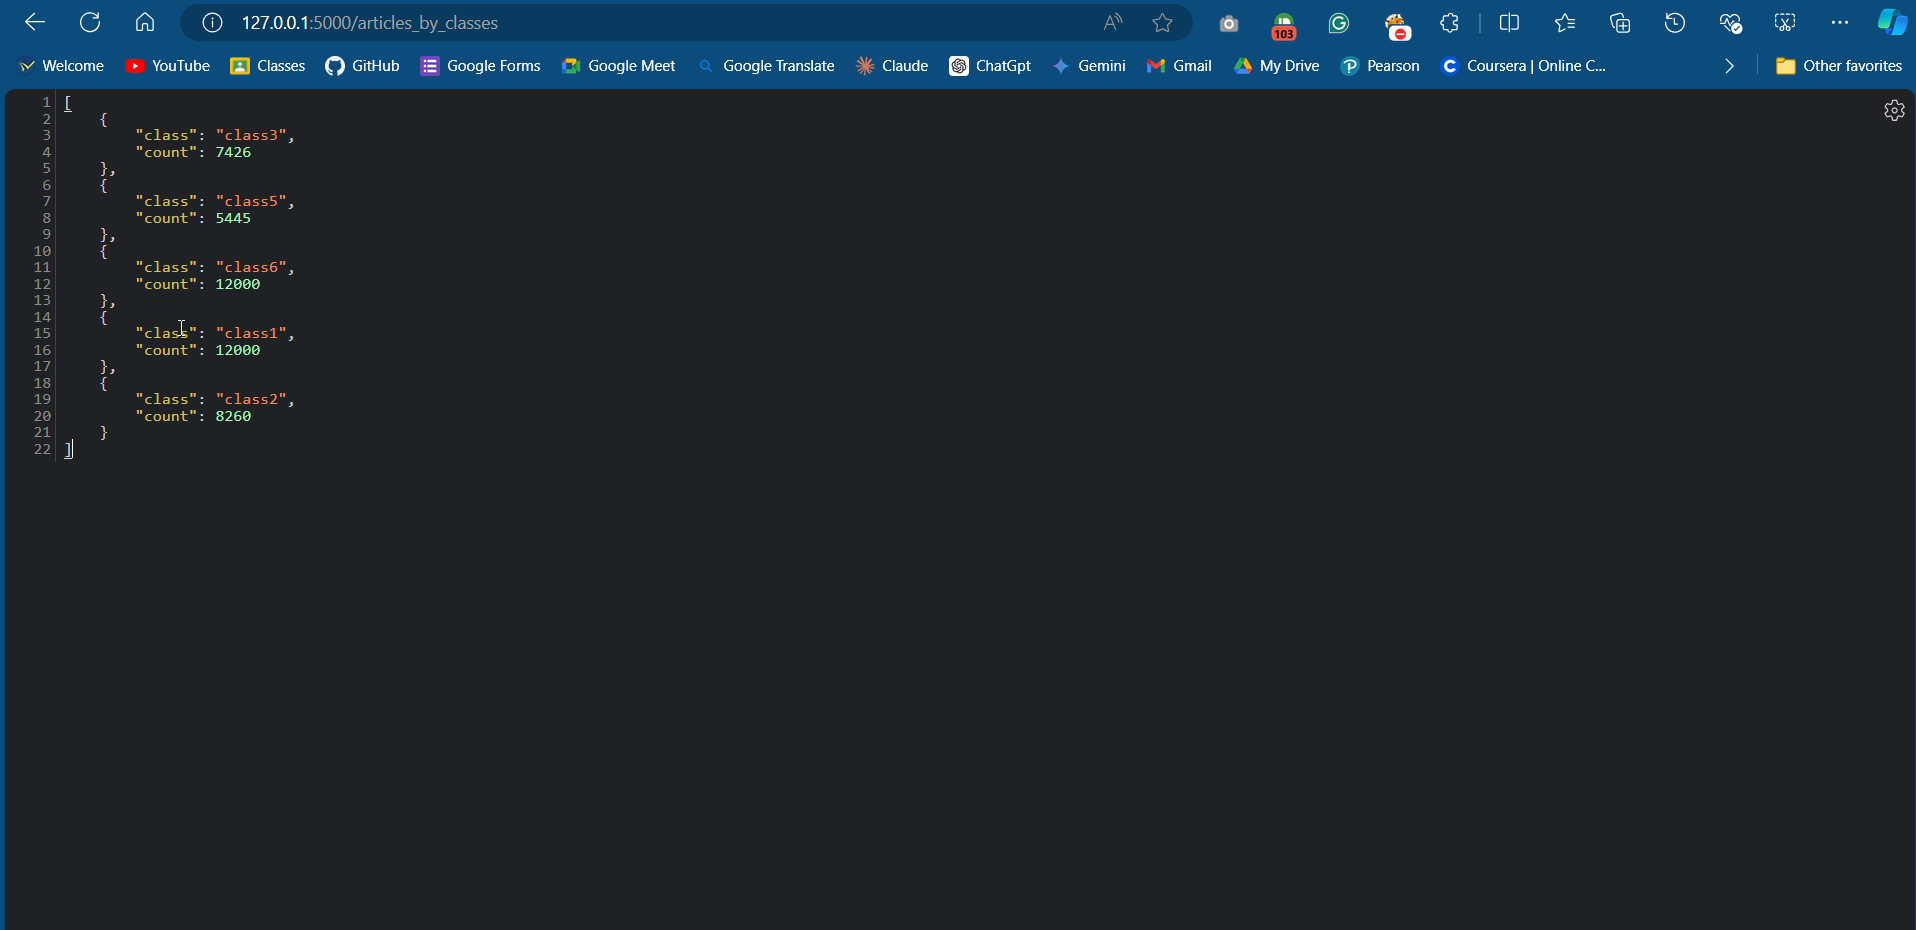 127.0.0.1:5000/articles_by_classes
103
Welcome YouTube Classes GitHub Google Forms Google Meet Google Translate Claude ChatGpt Gemini Gmail My Drive Pearson Coursera | Online C... Other favorites
1 [
2 {
3 "class": "class3",
4 "count": 7426
5 },
6 {
7 "class": "class5",
8 "count": 5445
9 },
10 {
11 "class": "class6",
12 "count": 12000
13 },
14 {
15 "class": "class1",
16 "count": 12000
17 },
18 {
19 "class": "class2",
20 "count": 8260
21 }
22 ]